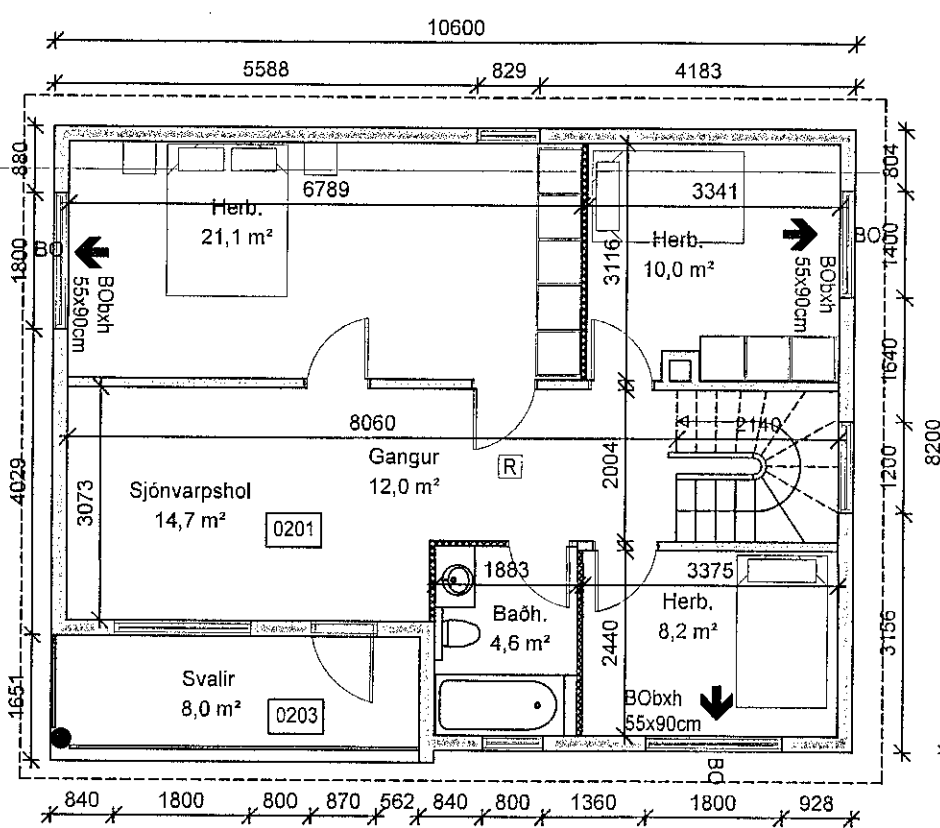 10600
5588 829 4183
880
1800
4029
1651
804
1400
1640
1200
3156
8200
6789
Herb.
21,1 m²
3341
Herb.
10,0 m²
3116
BO
BObxh
55x90cm
BO
BObxh
55x90cm
8060
2140
Gangur
12,0 m²
R
2004
Sjónvarpshol
14,7 m²
0201
3073
1883
3375
Baðh.
4,6 m²
Herb.
8,2 m²
2440
Svalir
8,0 m²
0203
BObxh
55x90cm
BO
840 1800 800 870 562 840 800 1360 1800 928